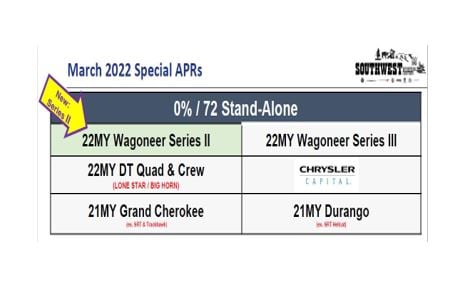 March 2022 Special APRs
SOUTHWEST
New:
Series II
0% / 72 Stand-Alone
22MY Wagoneer Series II
22MY Wagoneer Series III
22MY DT Quad & Crew
(LONE STAR / BIG HORN)
CHRYSLER
CAPITAL
21MY Grand Cherokee
(ex. SRT & Trackhawk)
21MY Durango
(ex. SRT Hellcat)